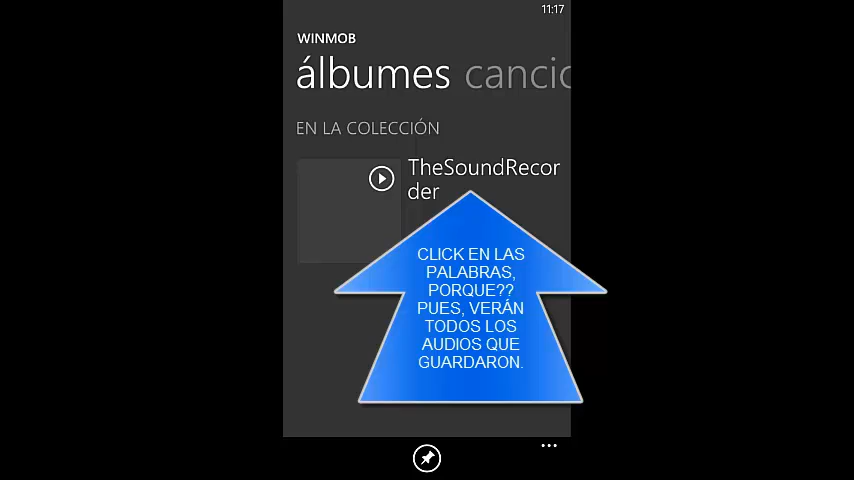 11:17
WINMOB
álbumes cancio
EN LA COLECCIÓN
TheSoundRecor
der
CLICK EN LAS
PALABRAS,
PORQUE??
PUES, VERÁN
TODOS LOS
AUDIOS QUE
GUARDARON.